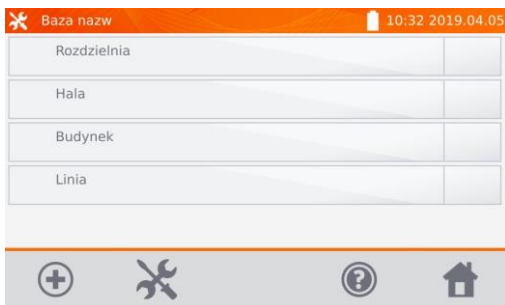 Baza nazw 10:32 2019.04.05
Rozdzielnia
Hala
Budynek
Linia